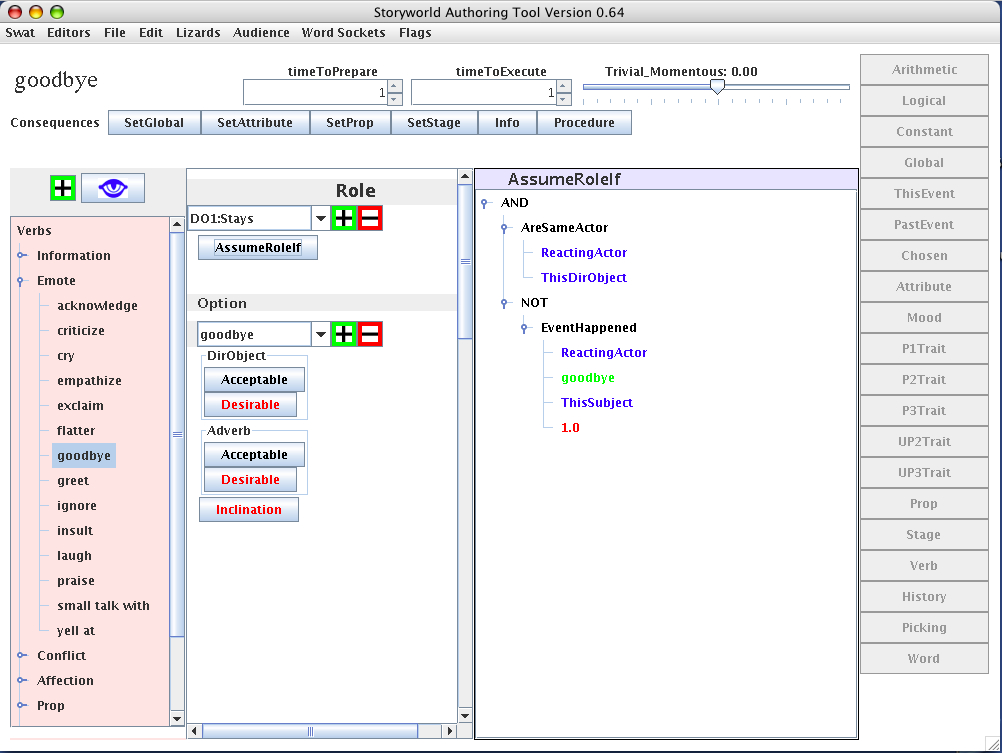 Storyworld Authoring Tool Version 0.64
Swat Editors File Edit Lizards Audience Word Sockets Flags
goodbye
timeToPrepare
1
timeToExecute
1
Trivial_Momentous: 0.00
Consequences SetGlobal SetAttribute SetProp SetStage Info Procedure
Verbs
Information
Emote
acknowledge
criticize
cry
empathize
exclaim
flatter
goodbye
greet
ignore
insult
laugh
praise
small talk with
yell at
Conflict
Affection
Prop
Role
DO1:Stays
AssumeRoleIf
Option
goodbye
DirObject
Acceptable
Desirable
Adverb
Acceptable
Desirable
Inclination
AssumeRoleIf
AND
AreSameActor
ReactingActor
ThisDirObject
NOT
EventHappened
ReactingActor
goodbye
ThisSubject
1.0
Arithmetic
Logical
Constant
Global
ThisEvent
PastEvent
Chosen
Attribute
Mood
P1Trait
P2Trait
P3Trait
UP2Trait
UP3Trait
Prop
Stage
Verb
History
Picking
Word